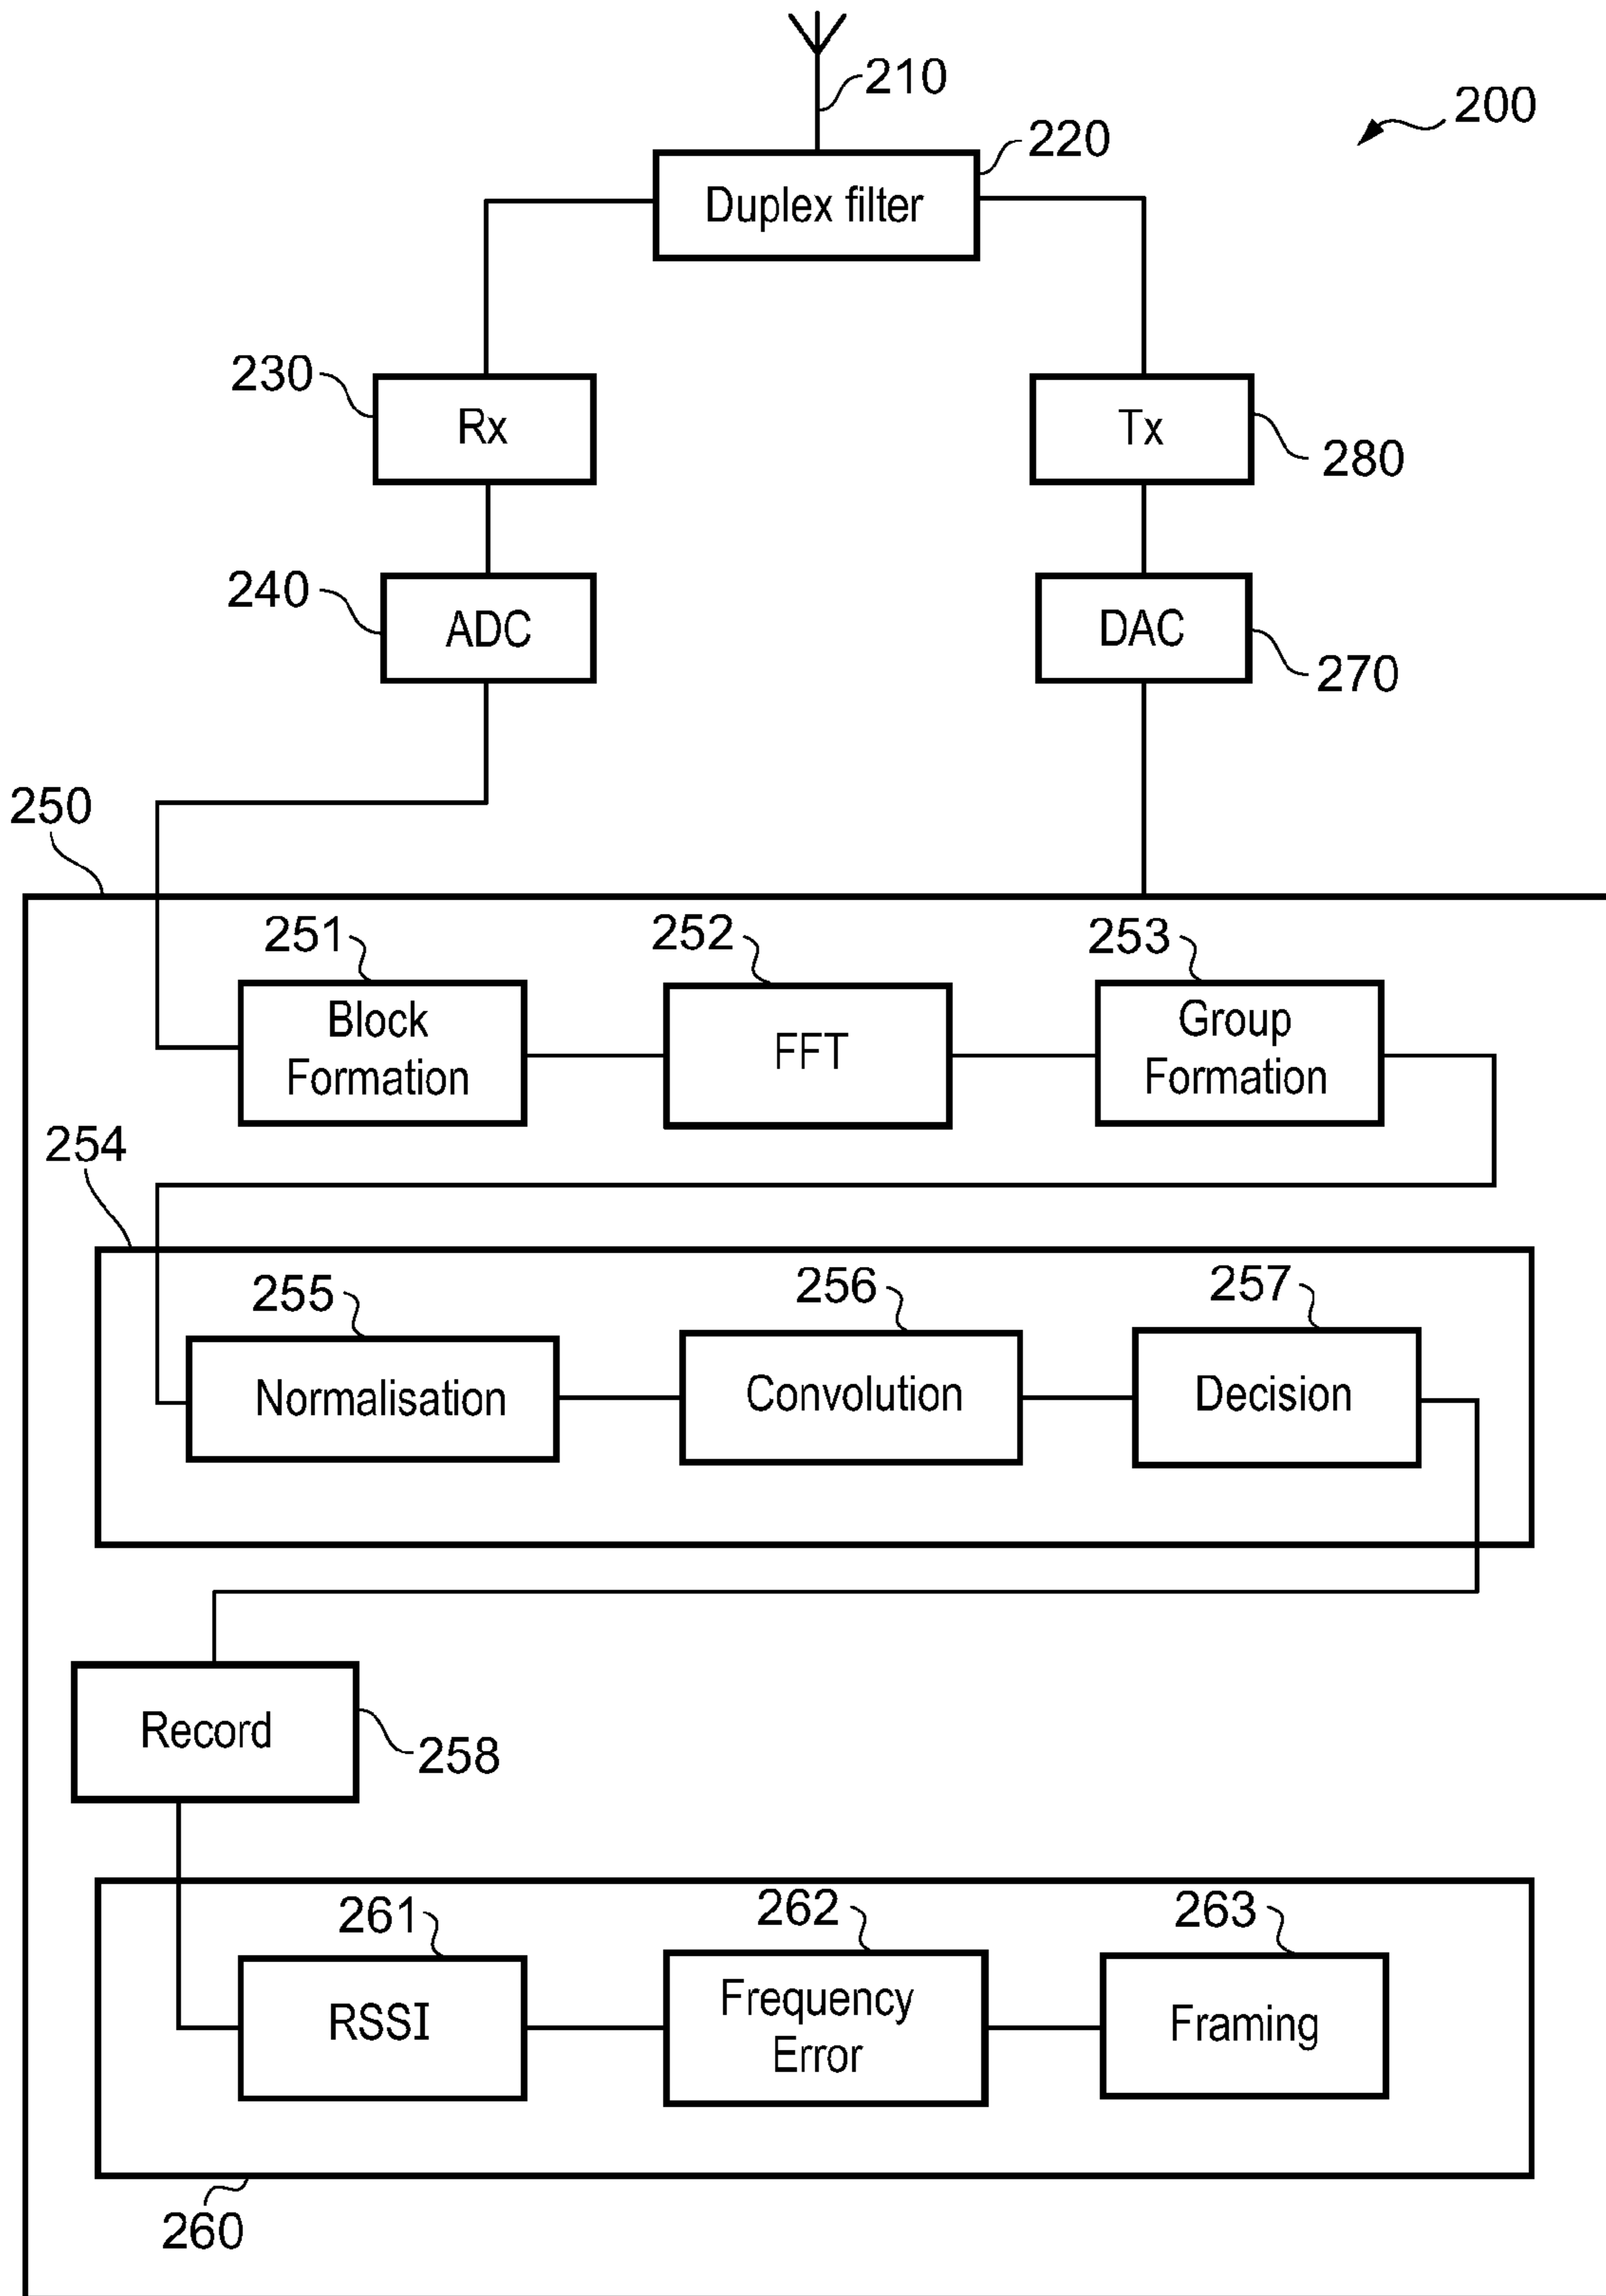 210
200
220
Duplex filter
230
Rx
Tx
280
240
ADC
DAC
270
250
251
252
253
Block
Formation
FFT
Group
Formation
254
255
256
257
Normalisation
Convolution
Decision
Record
258
261
262
263
RSSI
Frequency
Error
Framing
260